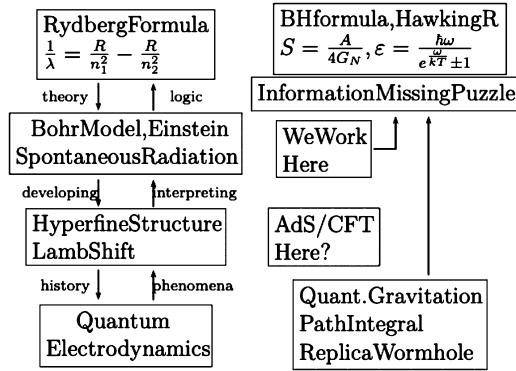 RydbergFormula
1/λ = R/n₁² − R/n₂²
theory logic
BohrModel,Einstein
SpontaneousRadiation
developing interpreting
HyperfineStructure
LambShift
history phenomena
Quantum
Electrodynamics
BHformula,HawkingR
S = A/4G_N, ε = ħω/(e^(ω/kT) ± 1)
InformationMissingPuzzle
WeWork
Here
AdS/CFT
Here?
Quant.Gravitation
PathIntegral
ReplicaWormhole